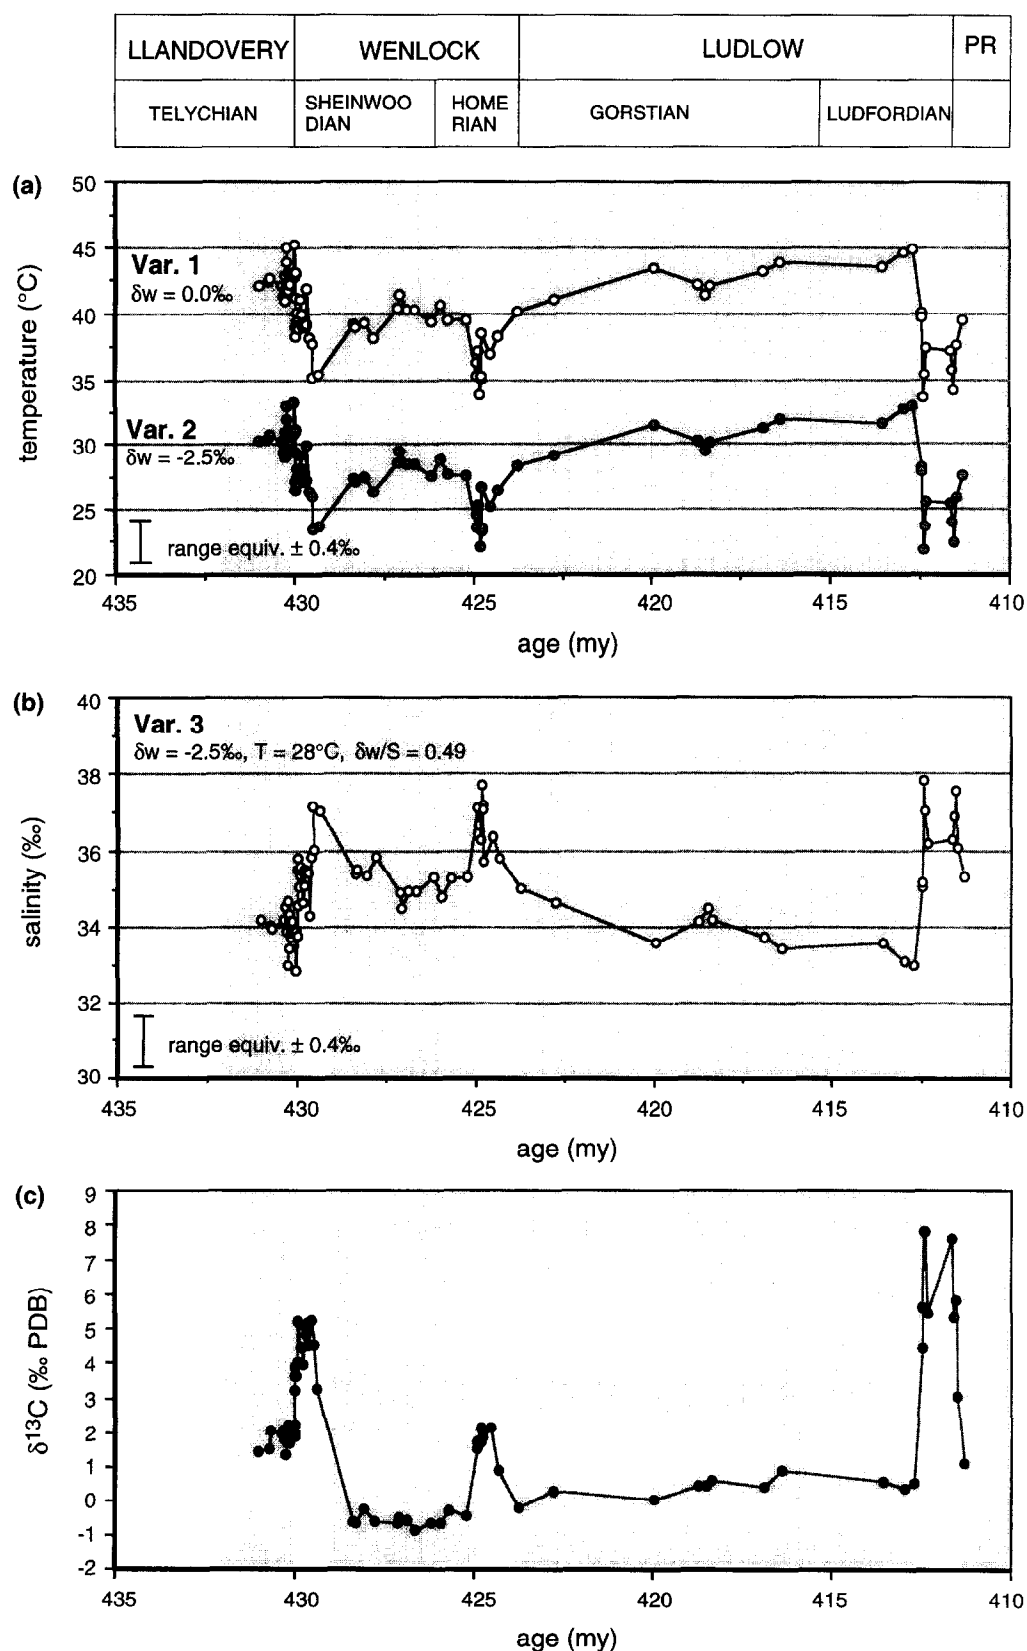 LLANDOVERY WENLOCK LUDLOW PR
TELYCHIAN SHEINWOO DIAN HOME RIAN GORSTIAN LUDFORDIAN
(a)
temperature (°C)
50
45
40
35
30
25
20
Var. 1
δw = 0.0‰
Var. 2
δw = -2.5‰
range equiv. ± 0.4‰
435 430 425 420 415 410
age (my)
(b)
salinity (‰)
40
38
36
34
32
30
Var. 3
δw = -2.5‰, T = 28°C, δw/S = 0.49
range equiv. ± 0.4‰
435 430 425 420 415 410
age (my)
(c)
δ¹³C (‰ PDB)
9
8
7
6
5
4
3
2
1
0
-1
-2
435 430 425 420 415 410
age (my)